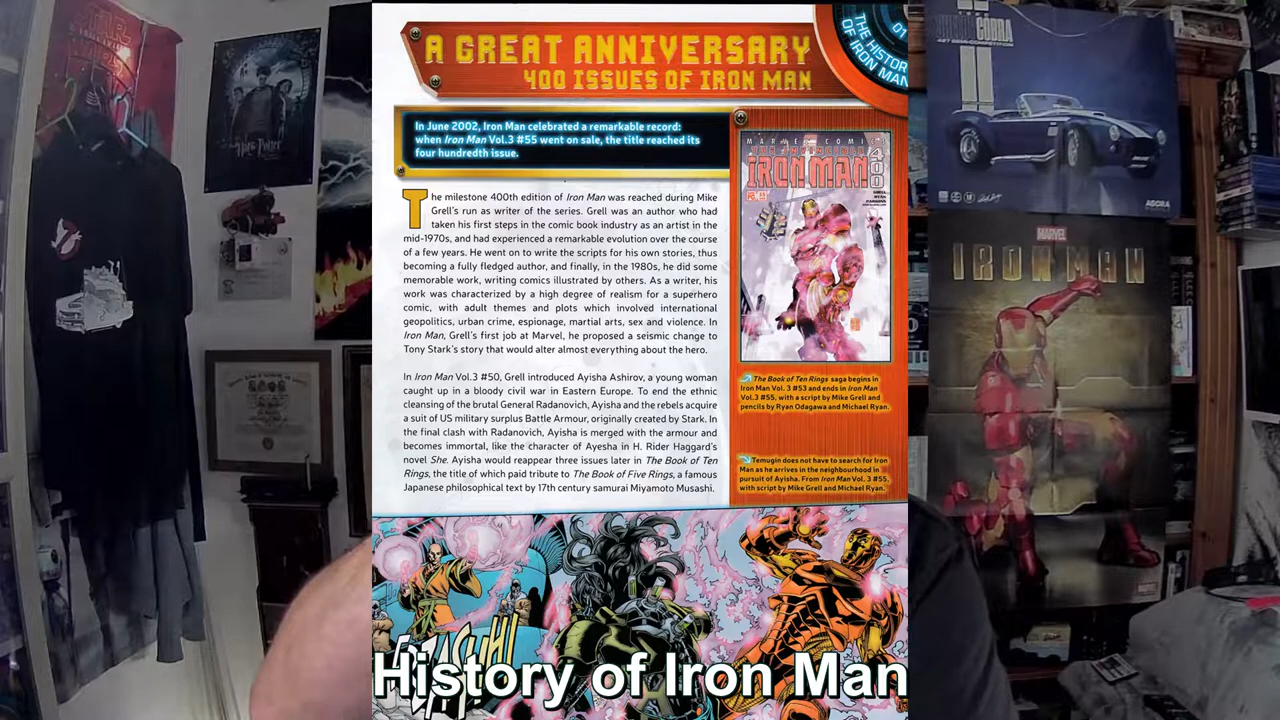 STAR
WARS
Harry Potter
A GREAT ANNIVERSARY
400 ISSUES OF IRON MAN
01
THE HISTORY
OF IRON MAN
In June 2002, Iron Man celebrated a remarkable record:
when Iron Man Vol.3 #55 went on sale, the title reached its
four hundredth issue.
The milestone 400th edition of Iron Man was reached during Mike
Grell's run as writer of the series. Grell was an author who had
taken his first steps in the comic book industry as an artist in the
mid-1970s, and had experienced a remarkable evolution over the course
of a few years. He went on to write the scripts for his own stories, thus
becoming a fully fledged author, and finally, in the 1980s, he did some
memorable work, writing comics illustrated by others. As a writer, his
work was characterized by a high degree of realism for a superhero
comic, with adult themes and plots which involved international
geopolitics, urban crime, espionage, martial arts, sex and violence. In
Iron Man, Grell's first job at Marvel, he proposed a seismic change to
Tony Stark's story that would alter almost everything about the hero.
In Iron Man Vol.3 #50, Grell introduced Ayisha Ashirov, a young woman
caught up in a bloody civil war in Eastern Europe. To end the ethnic
cleansing of the brutal General Radanovich, Ayisha and the rebels acquire
a suit of US military surplus Battle Armour, originally created by Stark. In
the final clash with Radanovich, Ayisha is merged with the armour and
becomes immortal, like the character of Ayesha in H. Rider Haggard's
novel She. Ayisha would reappear three issues later in The Book of Ten
Rings, the title of which paid tribute to The Book of Five Rings, a famous
Japanese philosophical text by 17th century samurai Miyamoto Musashi.
MARVEL COMICS
THE INVINCIBLE
IRON MAN
400
The Book of Ten Rings saga begins in
Iron Man Vol. 3 #53 and ends in Iron Man
Vol.3 #55, with a script by Mike Grell and
pencils by Ryan Odagawa and Michael Ryan.
Temugin does not have to search for Iron
Man as he arrives in the neighbourhood in
pursuit of Ayisha. From Iron Man Vol. 3 #55,
with script by Mike Grell and Michael Ryan.
History of Iron Man
COBRA
AGORA
MARVEL
IRON MAN